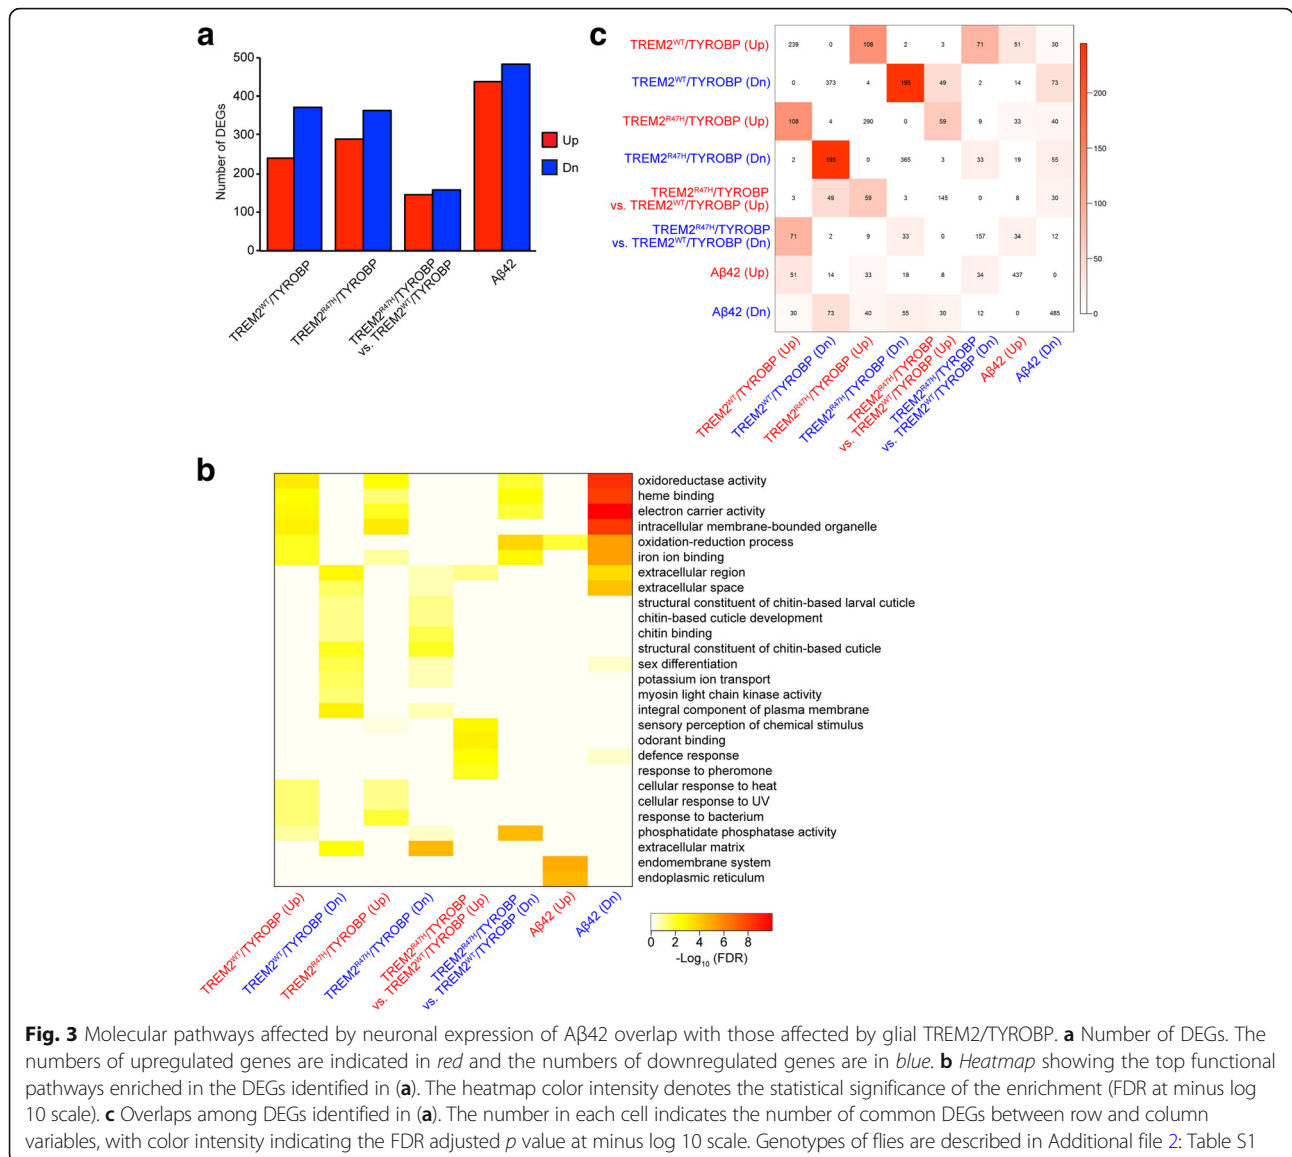 a
Number of DEGs
500
400
300
200
100
0
Up
Dn
TREM2WT/TYROBP
TREM2R47H/TYROBP
TREM2R47H/TYROBP
vs. TREM2WT/TYROBP
Aβ42
c
TREM2WT/TYROBP (Up)
239 0 108 2 3 71 51 30
TREM2WT/TYROBP (Dn)
0 373 4 195 49 2 14 73
TREM2R47H/TYROBP (Up)
108 4 290 0 59 9 33 40
TREM2R47H/TYROBP (Dn)
2 195 0 365 3 33 19 55
TREM2R47H/TYROBP
vs. TREM2WT/TYROBP (Up)
3 49 59 3 145 0 8 30
TREM2R47H/TYROBP
vs. TREM2WT/TYROBP (Dn)
71 2 9 33 0 157 34 12
Aβ42 (Up)
51 14 33 19 8 34 437 0
Aβ42 (Dn)
30 73 40 55 30 12 0 485
TREM2WT/TYROBP (Up)
TREM2WT/TYROBP (Dn)
TREM2R47H/TYROBP (Up)
TREM2R47H/TYROBP (Dn)
TREM2R47H/TYROBP
vs. TREM2WT/TYROBP (Up)
TREM2R47H/TYROBP
vs. TREM2WT/TYROBP (Dn)
Aβ42 (Up)
Aβ42 (Dn)
200
150
100
50
0
b
oxidoreductase activity
heme binding
electron carrier activity
intracellular membrane-bounded organelle
oxidation-reduction process
iron ion binding
extracellular region
extracellular space
structural constituent of chitin-based larval cuticle
chitin-based cuticle development
chitin binding
structural constituent of chitin-based cuticle
sex differentiation
potassium ion transport
myosin light chain kinase activity
integral component of plasma membrane
sensory perception of chemical stimulus
odorant binding
defence response
response to pheromone
cellular response to heat
cellular response to UV
response to bacterium
phosphatidate phosphatase activity
extracellular matrix
endomembrane system
endoplasmic reticulum
TREM2WT/TYROBP (Up)
TREM2WT/TYROBP (Dn)
TREM2R47H/TYROBP (Up)
TREM2R47H/TYROBP (Dn)
TREM2R47H/TYROBP
vs. TREM2WT/TYROBP (Up)
TREM2R47H/TYROBP
vs. TREM2WT/TYROBP (Dn)
Aβ42 (Up)
Aβ42 (Dn)
0 2 4 6 8
-Log10 (FDR)
Fig. 3 Molecular pathways affected by neuronal expression of Aβ42 overlap with those affected by glial TREM2/TYROBP. a Number of DEGs. The
numbers of upregulated genes are indicated in red and the numbers of downregulated genes are in blue. b Heatmap showing the top functional
pathways enriched in the DEGs identified in (a). The heatmap color intensity denotes the statistical significance of the enrichment (FDR at minus log
10 scale). c Overlaps among DEGs identified in (a). The number in each cell indicates the number of common DEGs between row and column
variables, with color intensity indicating the FDR adjusted p value at minus log 10 scale. Genotypes of flies are described in Additional file 2: Table S1